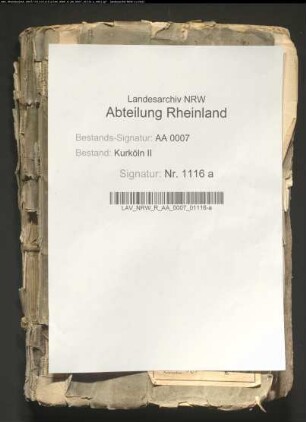 Landesarchiv NRW
Abteilung Rheinland
Bestands-Signatur: AA 0007
Bestand: Kurköln II
Signatur: Nr. 1116 a
LAV_NRW_R_AA_0007_01116-a